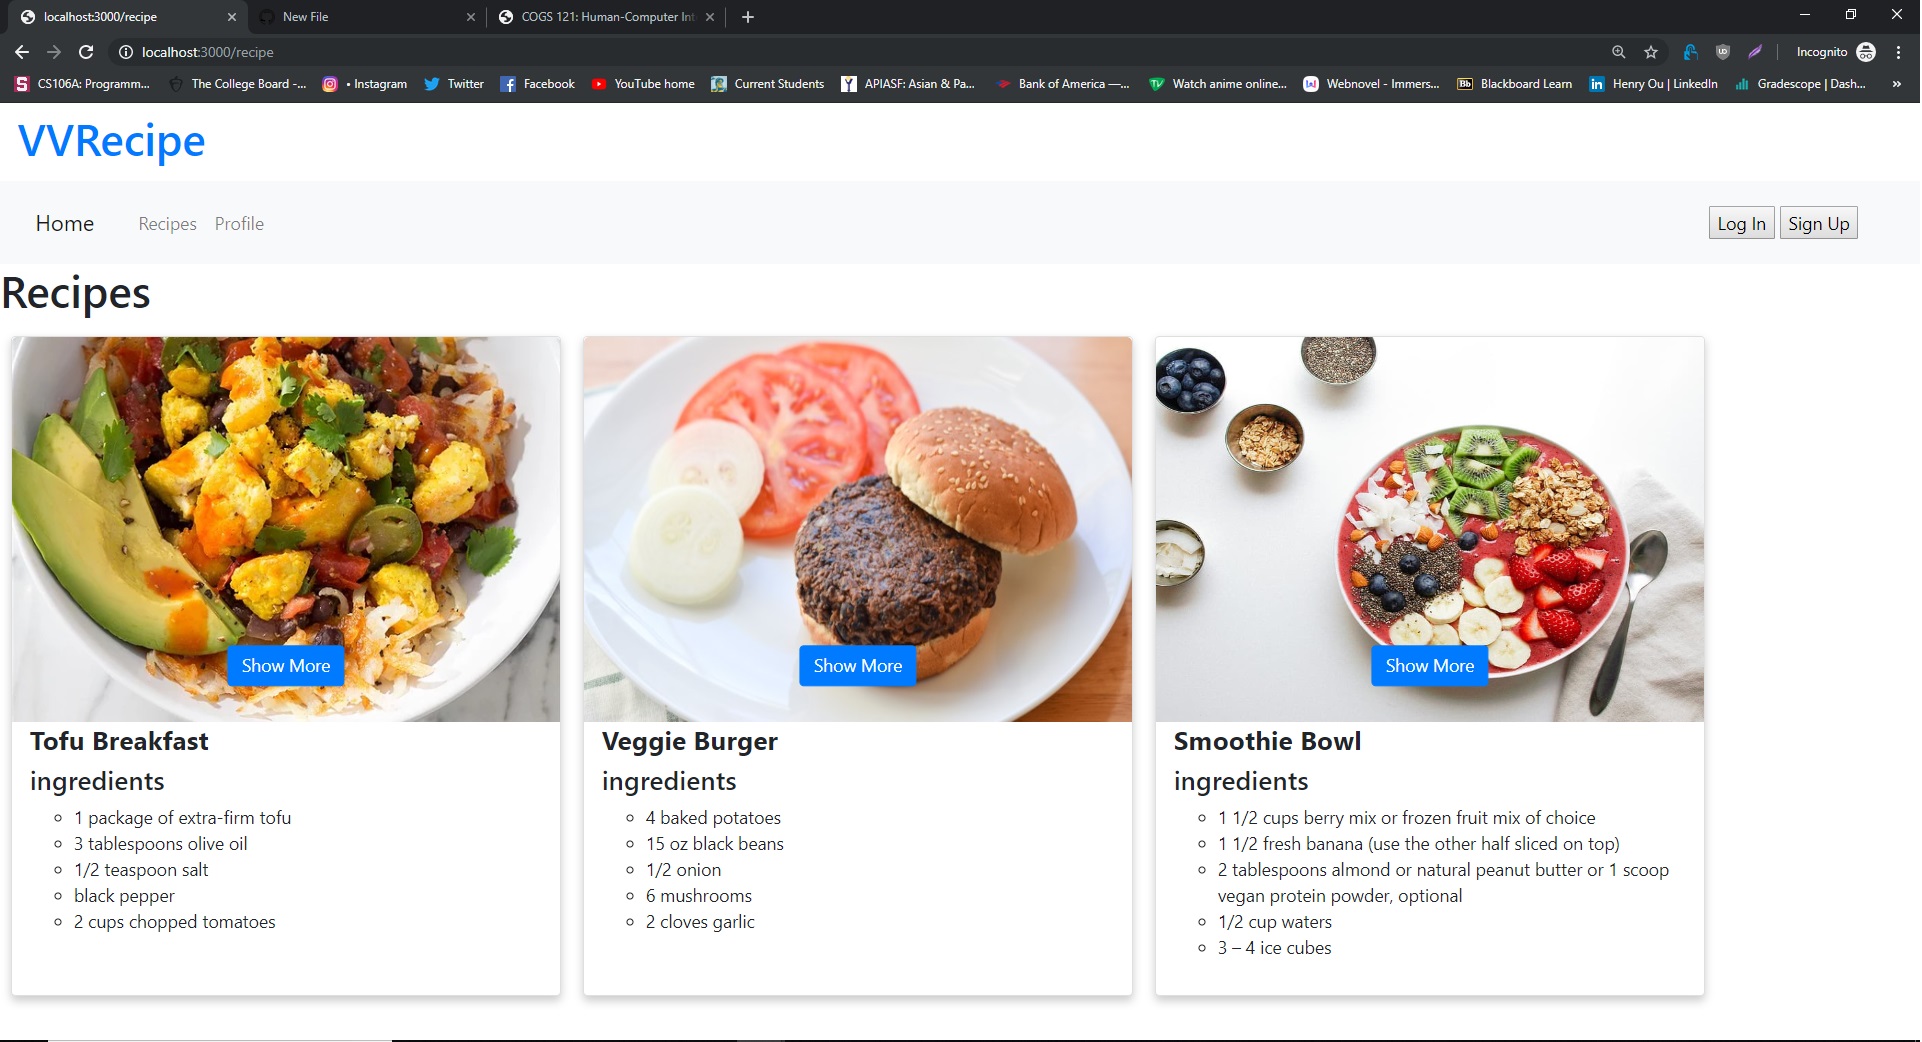 localhost:3000/recipe
New File
COGS 121: Human-Computer Int
localhost:3000/recipe
Incognito
CS106A: Programm...
The College Board -...
• Instagram
Twitter
Facebook
YouTube home
Current Students
APIASF: Asian & Pa...
Bank of America —...
Watch anime online...
Webnovel - Immers...
Blackboard Learn
Henry Ou | LinkedIn
Gradescope | Dash...
VVRecipe
Home
Recipes
Profile
Log In
Sign Up
Recipes
Show More
Show More
Show More
Tofu Breakfast
ingredients
1 package of extra-firm tofu
3 tablespoons olive oil
1/2 teaspoon salt
black pepper
2 cups chopped tomatoes
Veggie Burger
ingredients
4 baked potatoes
15 oz black beans
1/2 onion
6 mushrooms
2 cloves garlic
Smoothie Bowl
ingredients
1 1/2 cups berry mix or frozen fruit mix of choice
1 1/2 fresh banana (use the other half sliced on top)
2 tablespoons almond or natural peanut butter or 1 scoop
vegan protein powder, optional
1/2 cup waters
3 – 4 ice cubes